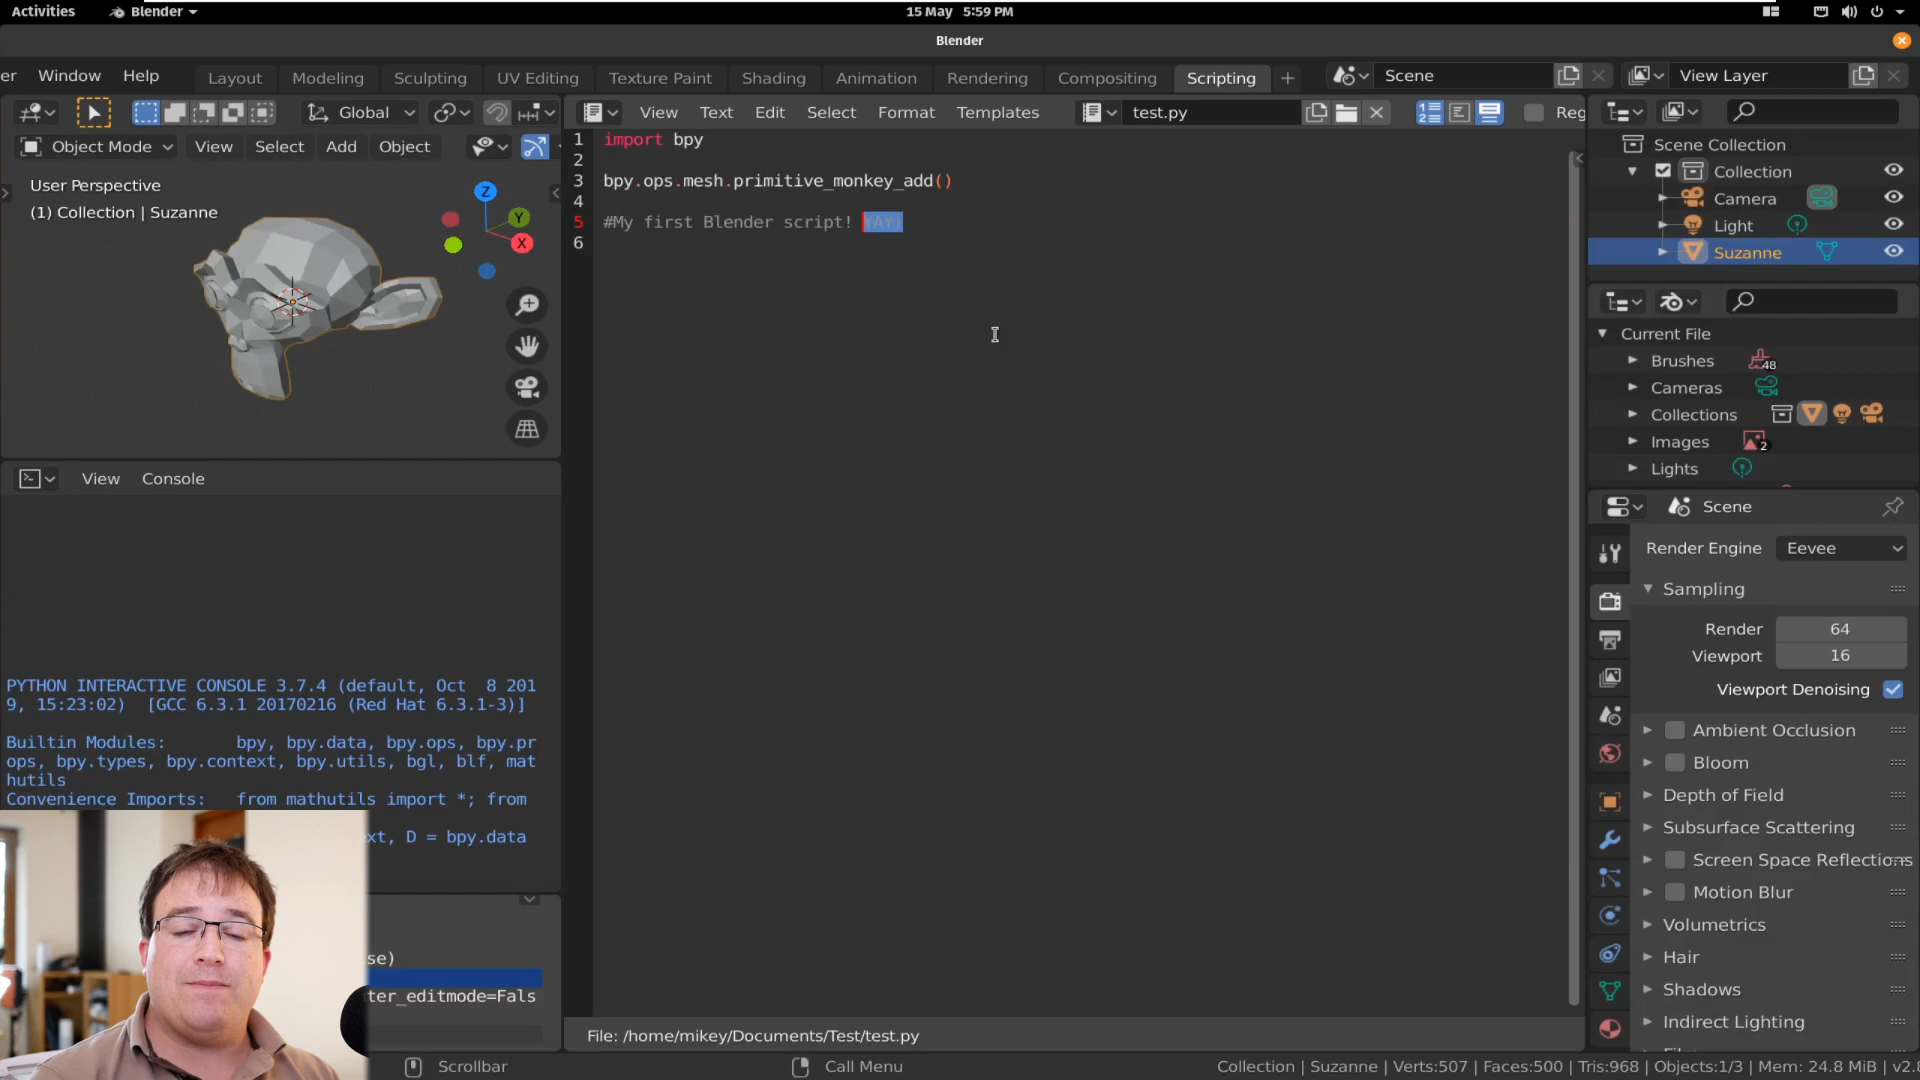 Activities Blender 15 May 5:59 PM
Blender
er Window Help Layout Modeling Sculpting UV Editing Texture Paint Shading Animation Rendering Compositing Scripting + Scene View Layer
Global View Text Edit Select Format Templates test.py Reg
Object Mode View Select Add Object
User Perspective
(1) Collection | Suzanne
Z
Y
X
1 import bpy
2
3 bpy.ops.mesh.primitive_monkey_add()
4
5 #My first Blender script! YAY!
6
Scene Collection
Collection
Camera
Light
Suzanne
Current File
Brushes 48
Cameras
Collections
Images 2
Lights
View Console
PYTHON INTERACTIVE CONSOLE 3.7.4 (default, Oct  8 201
9, 15:23:02)  [GCC 6.3.1 20170216 (Red Hat 6.3.1-3)]
Builtin Modules:       bpy, bpy.data, bpy.ops, bpy.pr
ops, bpy.types, bpy.context, bpy.utils, bgl, blf, mat
hutils
Convenience Imports:   from mathutils import *; from
xt, D = bpy.data
se)
ter_editmode=Fals
Scene
Render Engine Eevee
Sampling
Render 64
Viewport 16
Viewport Denoising
Ambient Occlusion
Bloom
Depth of Field
Subsurface Scattering
Screen Space Reflections
Motion Blur
Volumetrics
Hair
Shadows
Indirect Lighting
File: /home/mikey/Documents/Test/test.py
Scrollbar Call Menu Collection | Suzanne | Verts:507 | Faces:500 | Tris:968 | Objects:1/3 | Mem: 24.8 MiB | v2.8